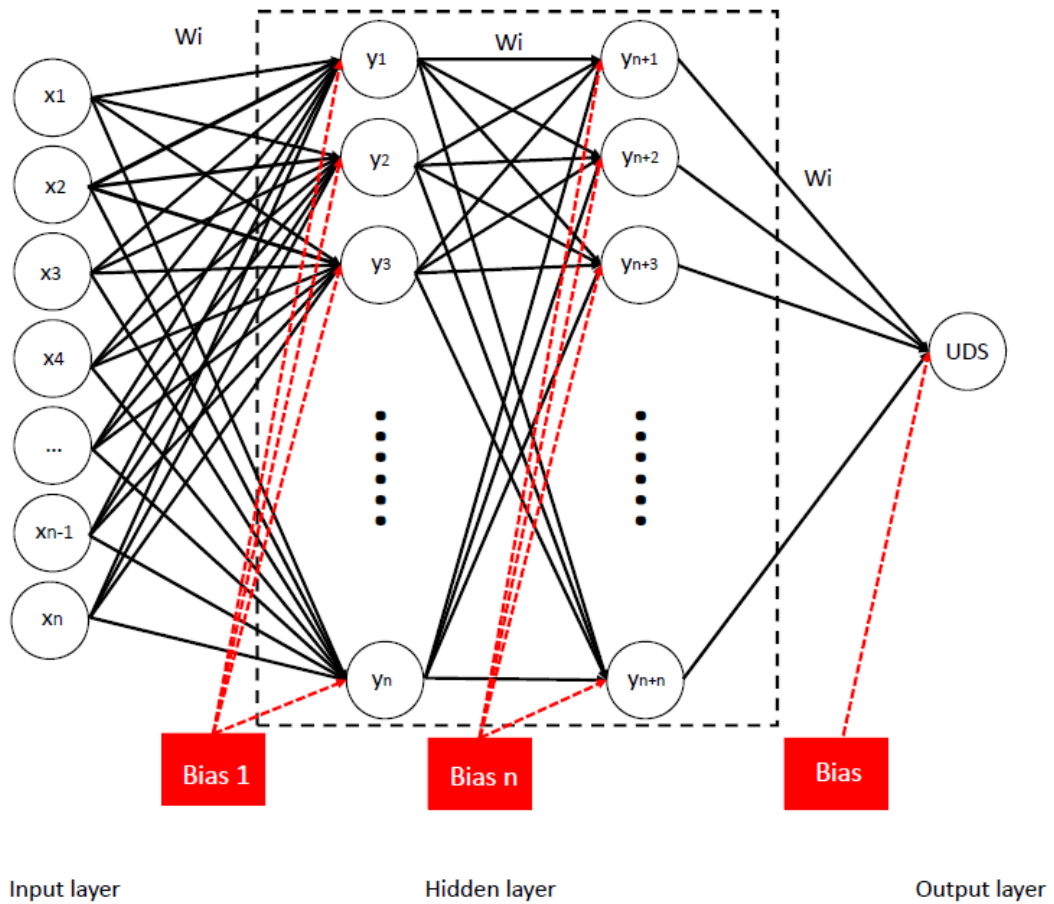 Wi
Wi
Wi
x1
x2
x3
x4
...
xn-1
xn
y1
y2
y3
yn
yn+1
yn+2
yn+3
yn+n
UDS
Bias 1
Bias n
Bias
Input layer
Hidden layer
Output layer